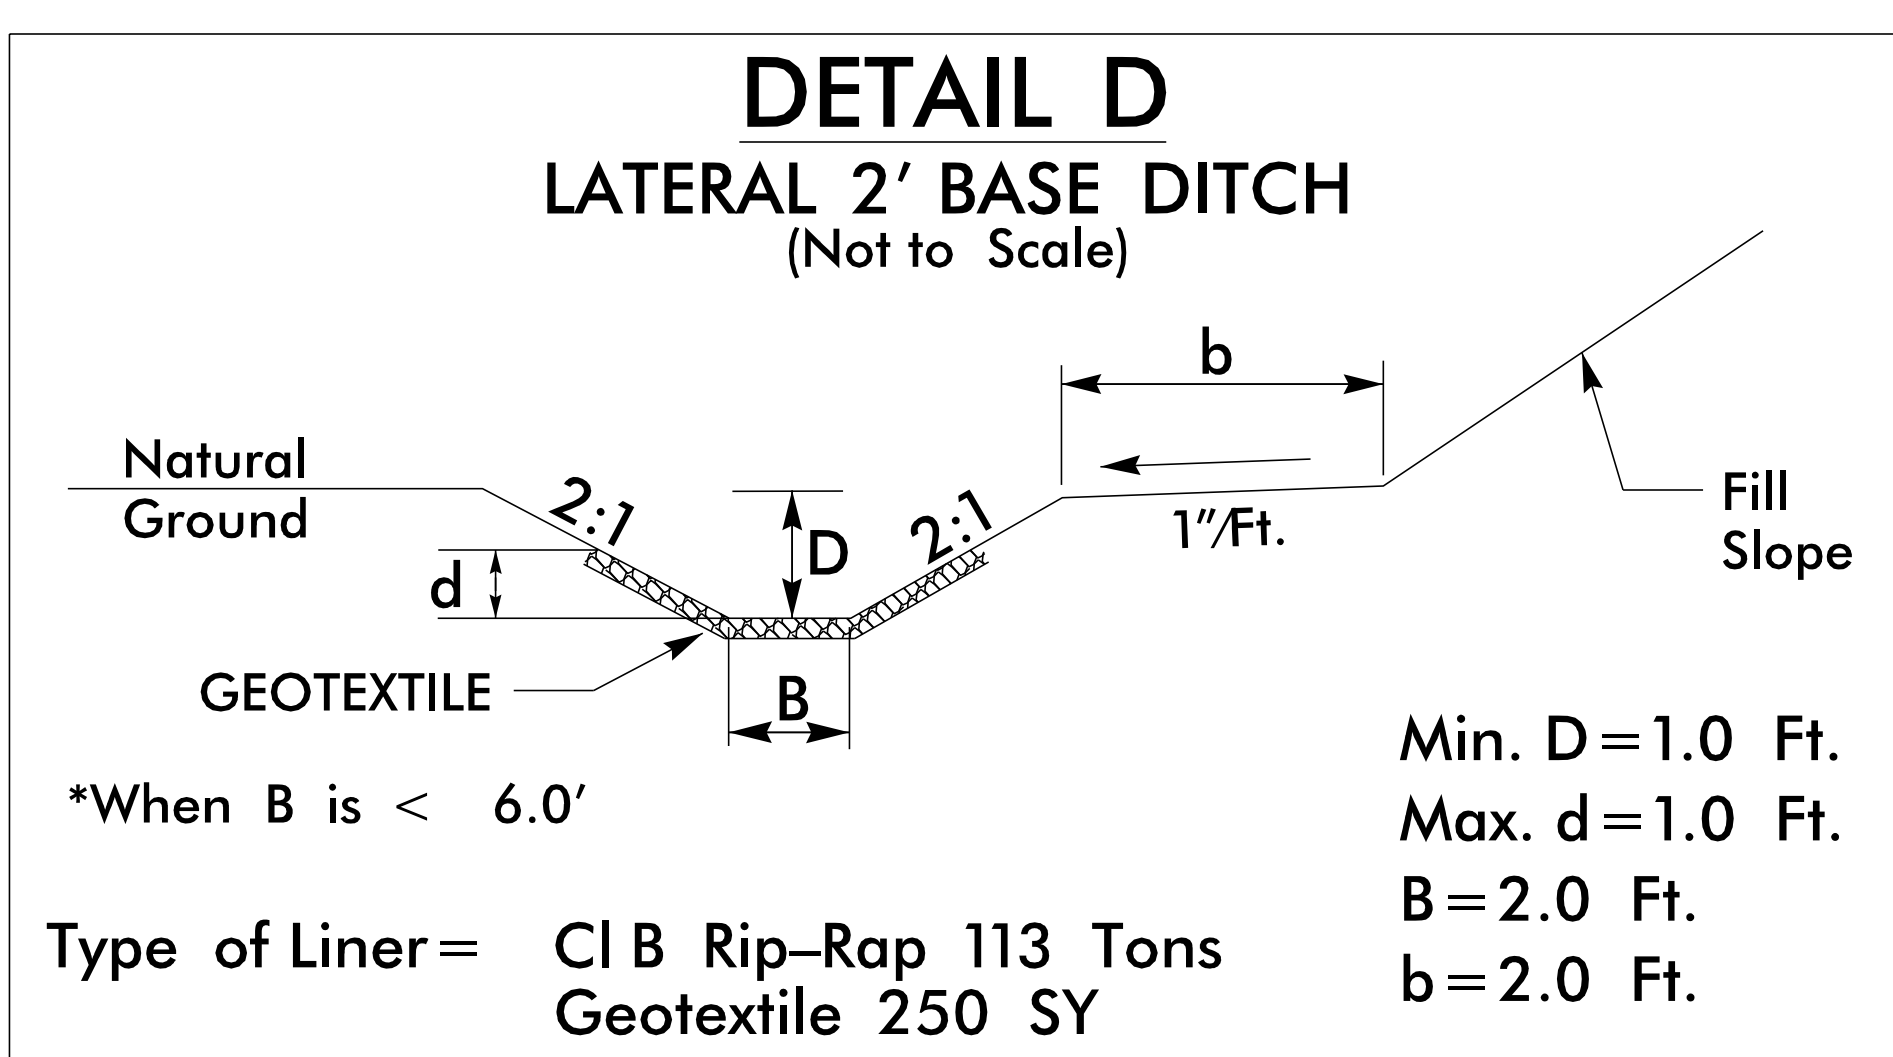 DETAIL D
LATERAL 2' BASE DITCH
(Not to Scale)
b
Natural
Ground
2:1
D
2:1
1"/Ft.
Fill
Slope
d
GEOTEXTILE
B
*When B is < 6.0'
Min. D=1.0 Ft.
Max. d=1.0 Ft.
B=2.0 Ft.
b=2.0 Ft.
Type of Liner= Cl B Rip-Rap 113 Tons
Geotextile 250 SY